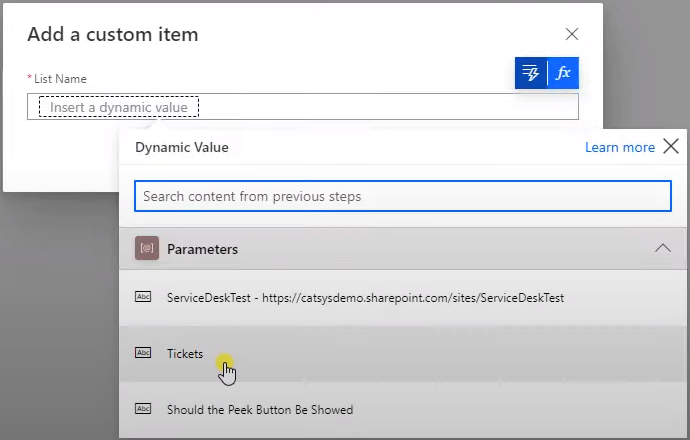 Add a custom item
* List Name
fx
Insert a dynamic value
Dynamic Value
Learn more
Search content from previous steps
[@] Parameters
Abc ServiceDeskTest - https://catsysdemo.sharepoint.com/sites/ServiceDeskTest
Abc Tickets
Abc Should the Peek Button Be Showed